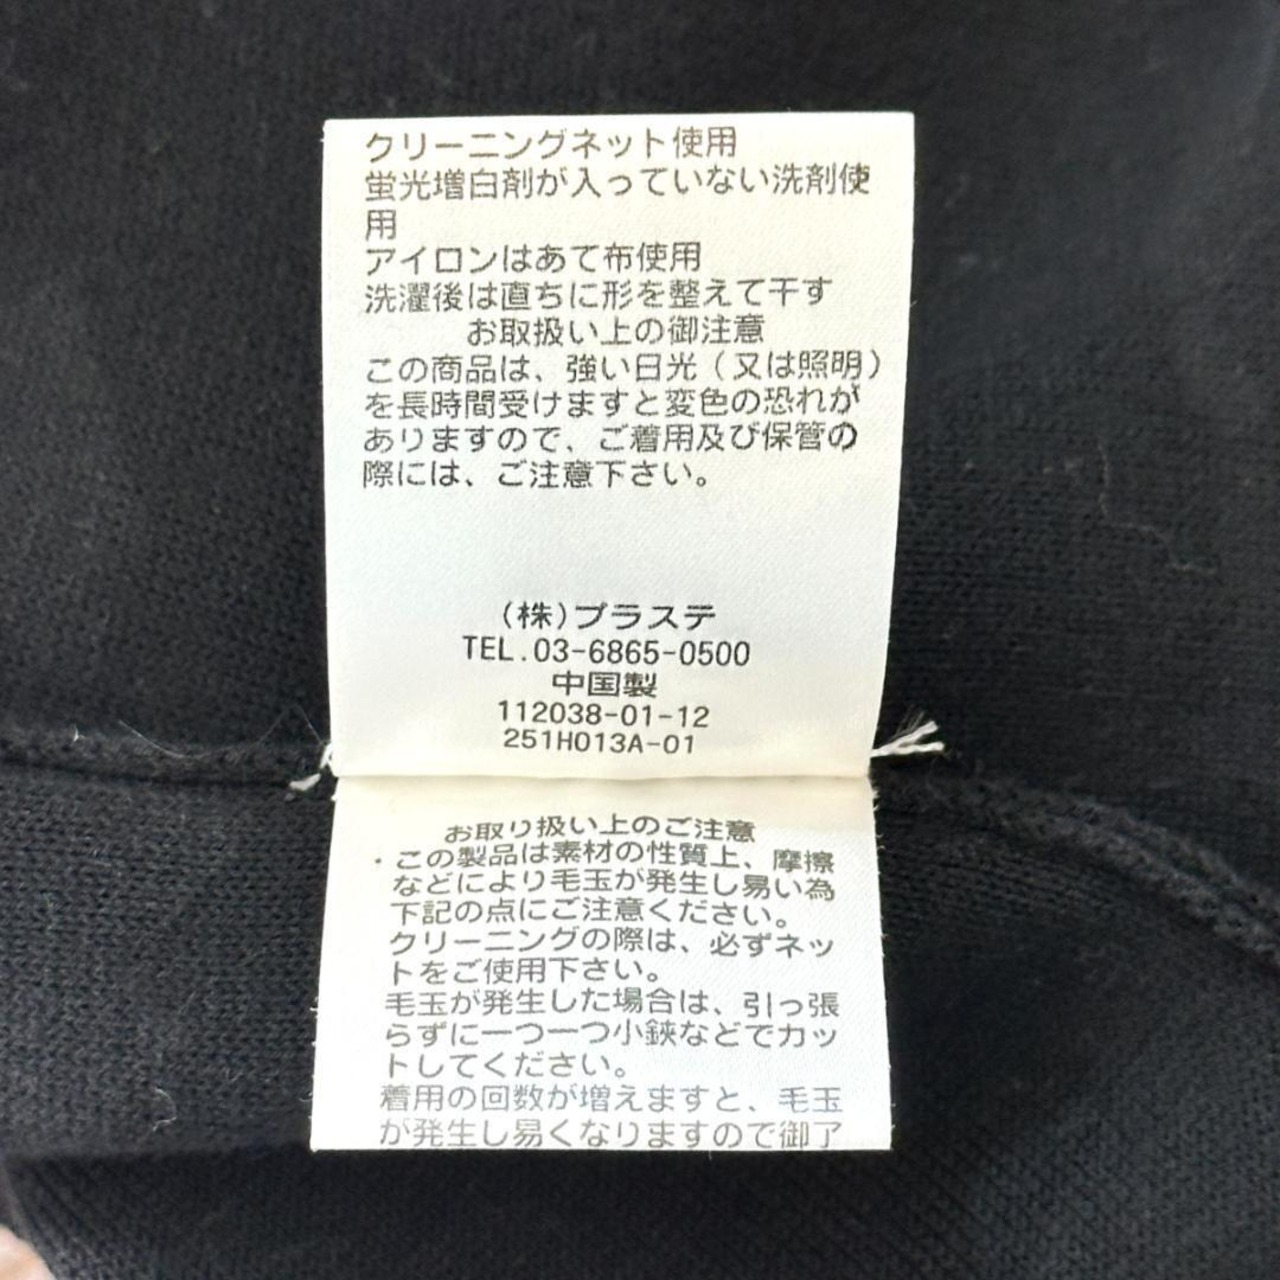 クリーニングネット使用
蛍光増白剤が入っていない洗剤使
用
アイロンはあて布使用
洗濯後は直ちに形を整えて干す
お取扱い上の御注意
この商品は、強い日光（又は照明）
を長時間受けますと変色の恐れが
ありますので、ご着用及び保管の
際には、ご注意下さい。
（株）プラステ
TEL.03-6865-0500
中国製
112038-01-12
251H013A-01
お取り扱い上のご注意
・この製品は素材の性質上、摩擦
などにより毛玉が発生し易い為
下記の点にご注意ください。
クリーニングの際は、必ずネッ
トをご使用下さい。
毛玉が発生した場合は、引っ張
らずに一つ一つ小鋏などでカッ
トしてください。
着用の回数が増えますと、毛玉
が発生し易くなりますので御了